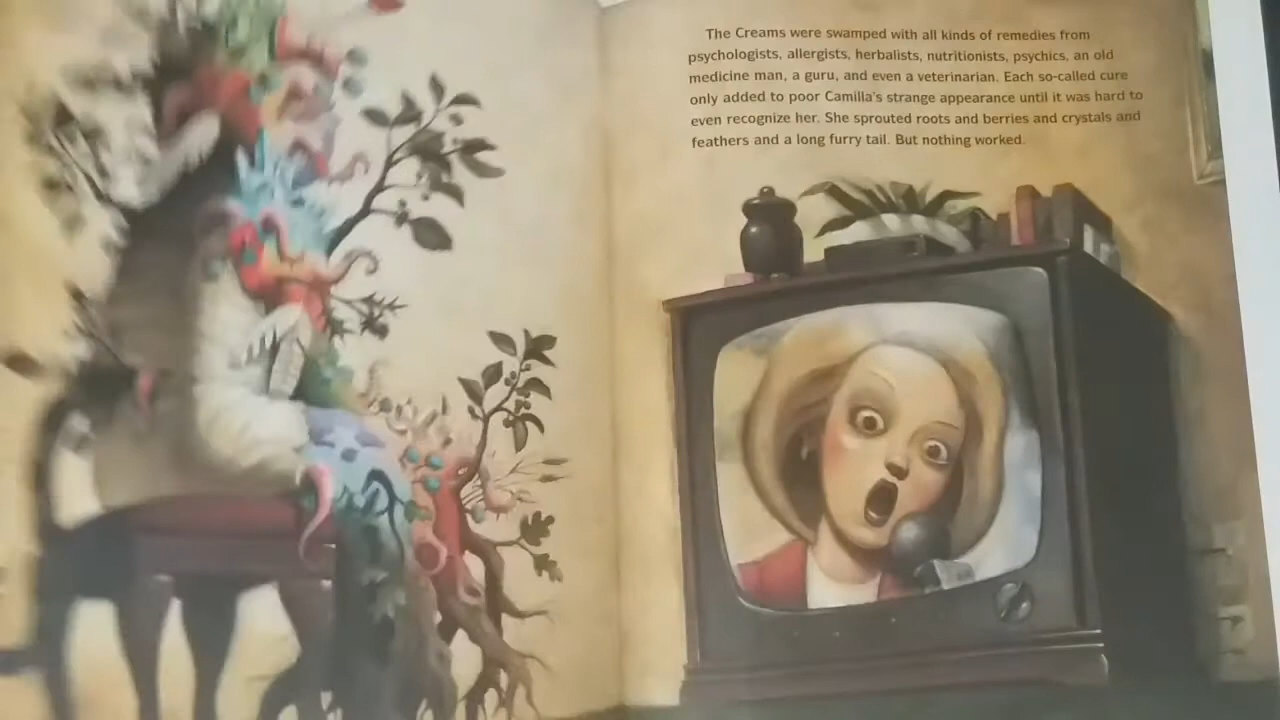 The Creams were swamped with all kinds of remedies from
psychologists, allergists, herbalists, nutritionists, psychics, an old
medicine man, a guru, and even a veterinarian. Each so-called cure
only added to poor Camilla's strange appearance until it was hard to
even recognize her. She sprouted roots and berries and crystals and
feathers and a long furry tail. But nothing worked.